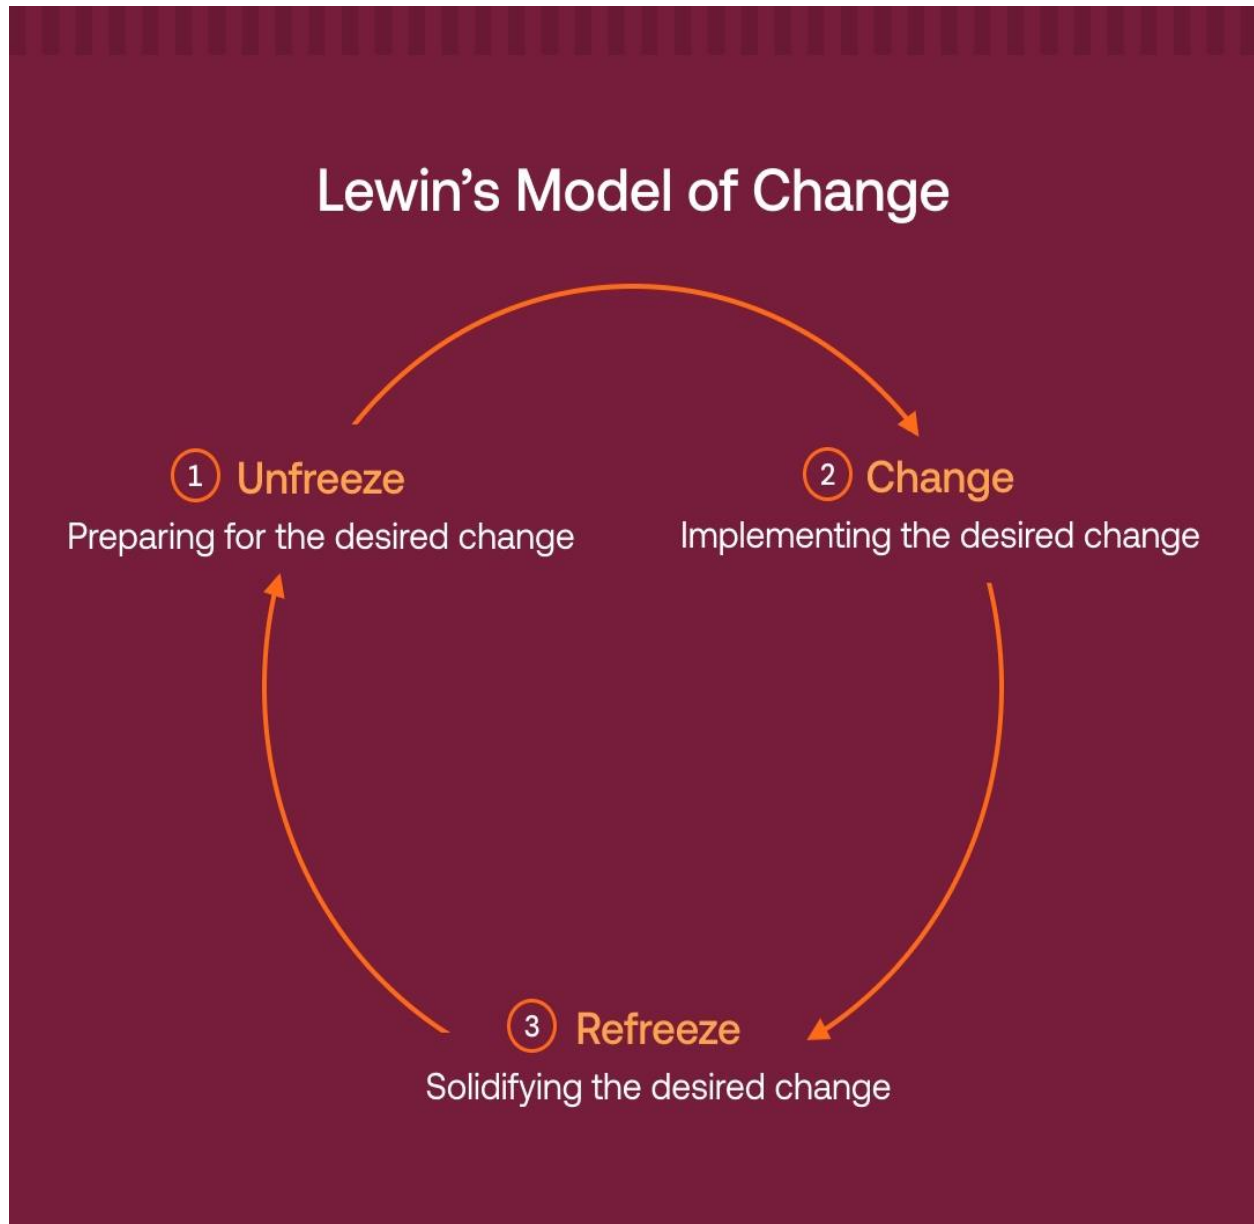 Lewin’s Model of Change
1 Unfreeze
Preparing for the desired change
2 Change
Implementing the desired change
3 Refreeze
Solidifying the desired change